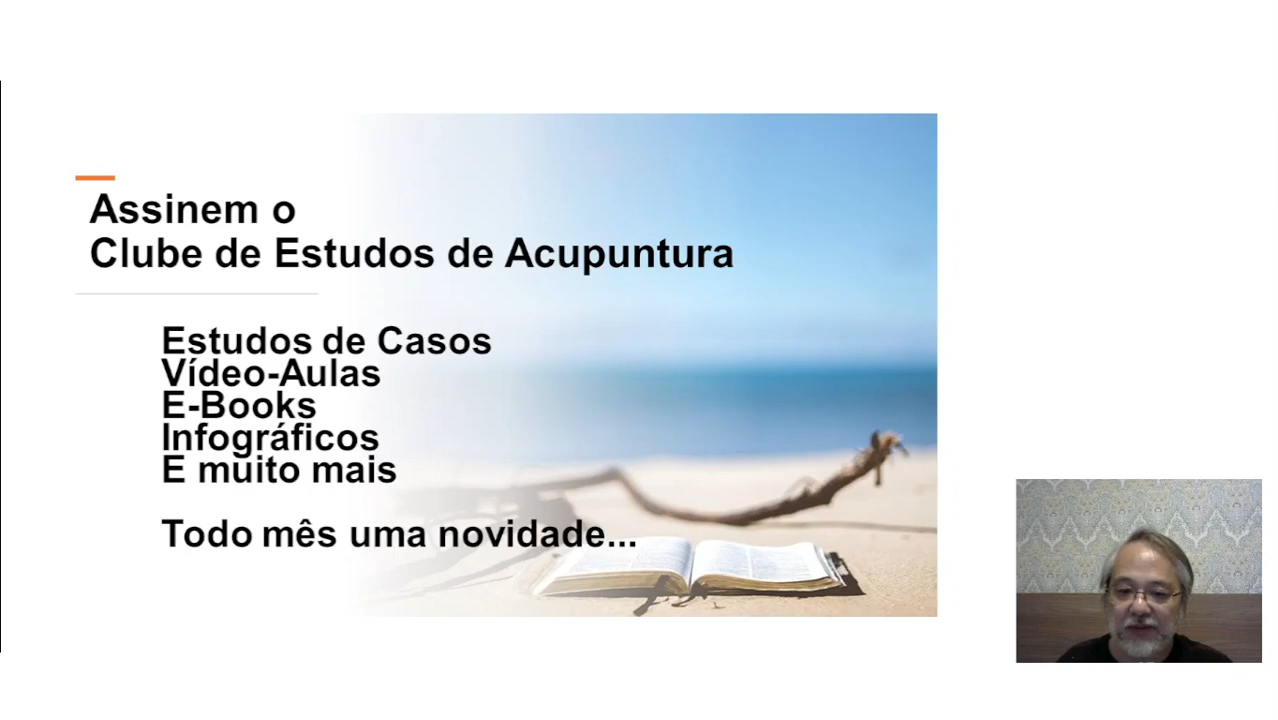 Assinem o
Clube de Estudos de Acupuntura
Estudos de Casos
Vídeo-Aulas
E-Books
Infográficos
E muito mais
Todo mês uma novidade...